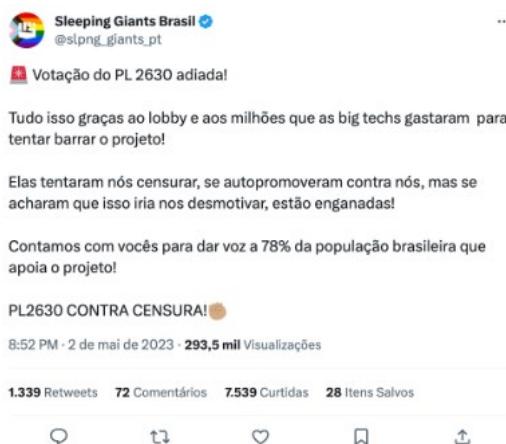 Sleeping Giants Brasil
@slpng_giants_pt
🚨 Votação do PL 2630 adiada!
Tudo isso graças ao lobby e aos milhões que as big techs gastaram para
tentar barrar o projeto!
Elas tentaram nós censurar, se autopromoveram contra nós, mas se
acharam que isso iria nos desmotivar, estão enganadas!
Contamos com vocês para dar voz a 78% da população brasileira que
apoia o projeto!
PL2630 CONTRA CENSURA!✊🏽
8:52 PM · 2 de mai de 2023 · 293,5 mil Visualizações
1.339 Retweets 72 Comentários 7.539 Curtidas 28 Itens Salvos